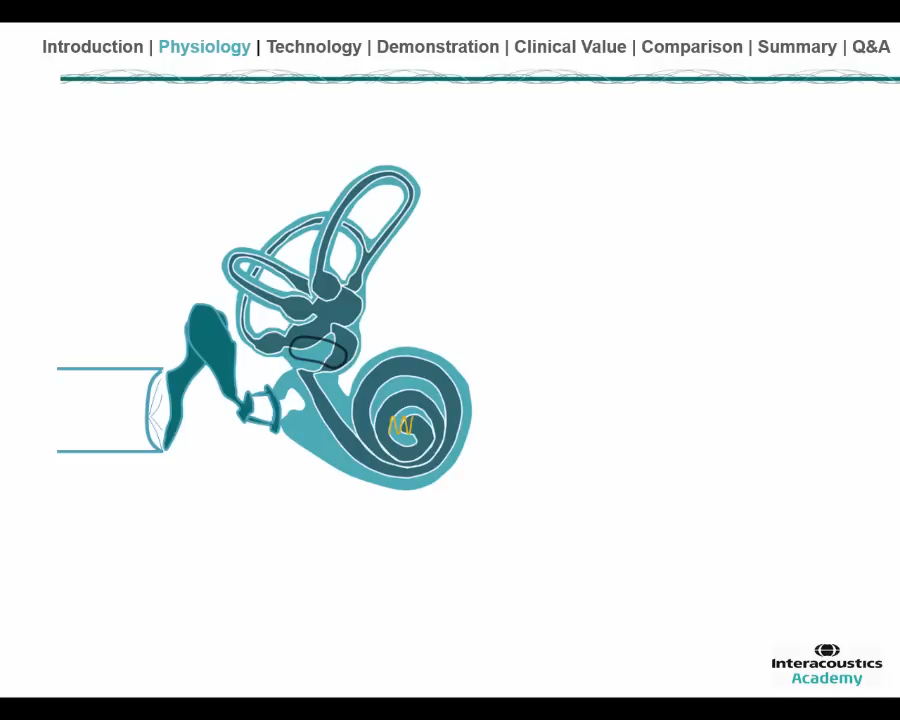 Introduction | Physiology | Technology | Demonstration | Clinical Value | Comparison | Summary | Q&A
Interacoustics
Academy